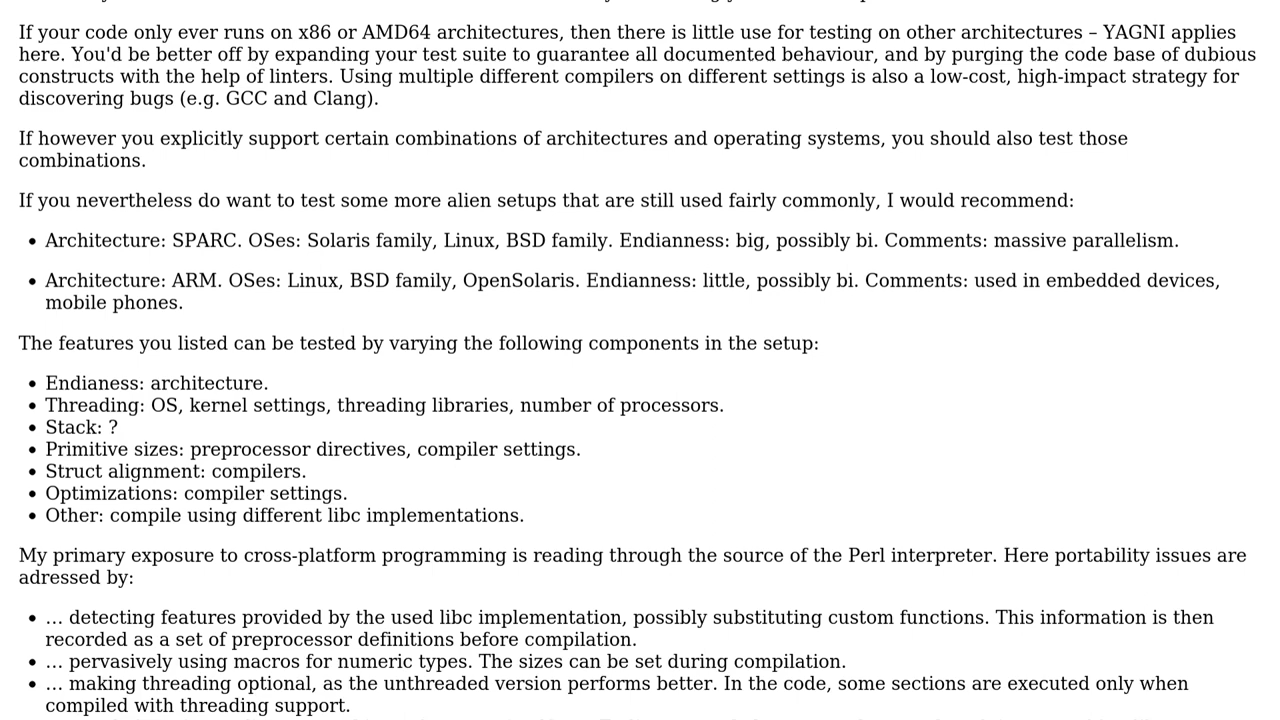 If your code only ever runs on x86 or AMD64 architectures, then there is little use for testing on other architectures – YAGNI applies
here. You'd be better off by expanding your test suite to guarantee all documented behaviour, and by purging the code base of dubious
constructs with the help of linters. Using multiple different compilers on different settings is also a low-cost, high-impact strategy for
discovering bugs (e.g. GCC and Clang).
If however you explicitly support certain combinations of architectures and operating systems, you should also test those
combinations.
If you nevertheless do want to test some more alien setups that are still used fairly commonly, I would recommend:
• Architecture: SPARC. OSes: Solaris family, Linux, BSD family. Endianness: big, possibly bi. Comments: massive parallelism.
• Architecture: ARM. OSes: Linux, BSD family, OpenSolaris. Endianness: little, possibly bi. Comments: used in embedded devices,
mobile phones.
The features you listed can be tested by varying the following components in the setup:
• Endianess: architecture.
• Threading: OS, kernel settings, threading libraries, number of processors.
• Stack: ?
• Primitive sizes: preprocessor directives, compiler settings.
• Struct alignment: compilers.
• Optimizations: compiler settings.
• Other: compile using different libc implementations.
My primary exposure to cross-platform programming is reading through the source of the Perl interpreter. Here portability issues are
adressed by:
• … detecting features provided by the used libc implementation, possibly substituting custom functions. This information is then
recorded as a set of preprocessor definitions before compilation.
• … pervasively using macros for numeric types. The sizes can be set during compilation.
• … making threading optional, as the unthreaded version performs better. In the code, some sections are executed only when
compiled with threading support.